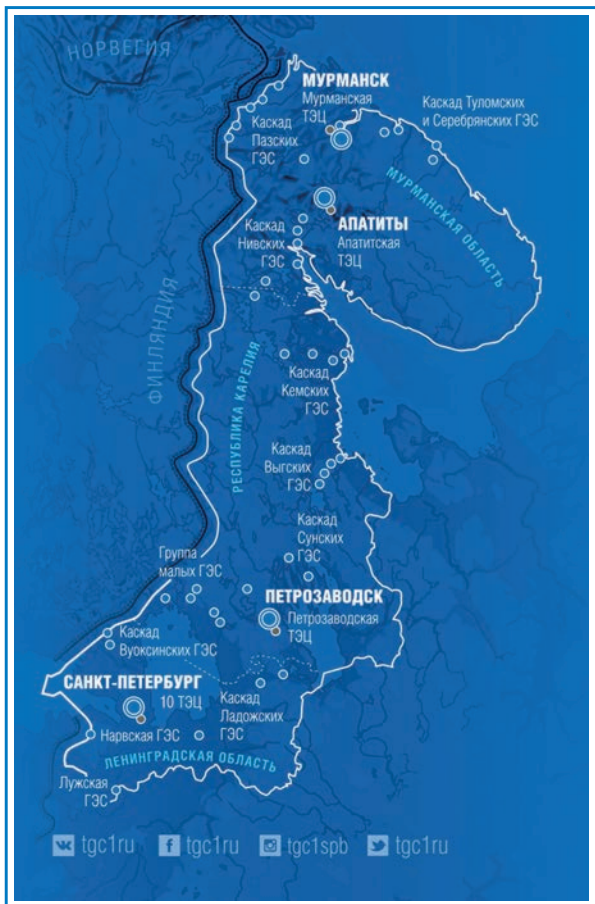 НОРВЕГИЯ
МУРМАНСК
Мурманская
ТЭЦ
Каскад Туломских
и Серебрянских ГЭС
Каскад
Пазских
ГЭС
МУРМАНСКАЯ ОБЛАСТЬ
АПАТИТЫ
Апатитская
ТЭЦ
Каскад
Нивских
ГЭС
ФИНЛЯНДИЯ
РЕСПУБЛИКА КАРЕЛИЯ
Каскад
Кемских
ГЭС
Каскад
Выгских
ГЭС
Каскад
Сунских
ГЭС
Группа
малых ГЭС
ПЕТРОЗАВОДСК
Петрозаводская
ТЭЦ
Каскад
Вуоксинских ГЭС
САНКТ-ПЕТЕРБУРГ
10 ТЭЦ
Каскад
Ладожских
ГЭС
Нарвская ГЭС
ЛЕНИНГРАДСКАЯ ОБЛАСТЬ
Лужская
ГЭС
tgc1ru
tgc1ru
tgc1spb
tgc1ru